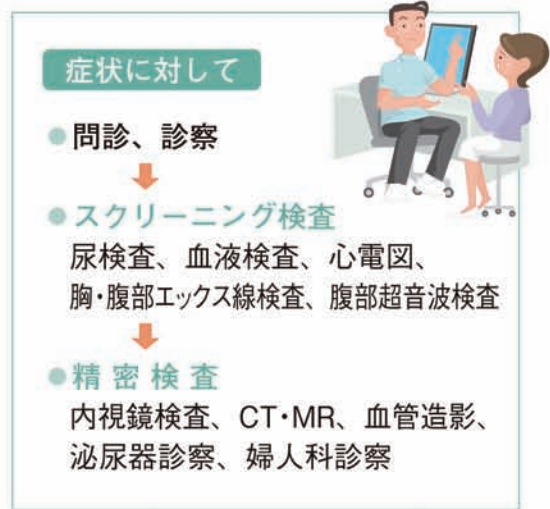 症状に対して
●問診、診察
●スクリーニング検査
尿検査、血液検査、心電図、
胸・腹部エックス線検査、腹部超音波検査
●精密検査
内視鏡検査、CT・MR、血管造影、
泌尿器診察、婦人科診察